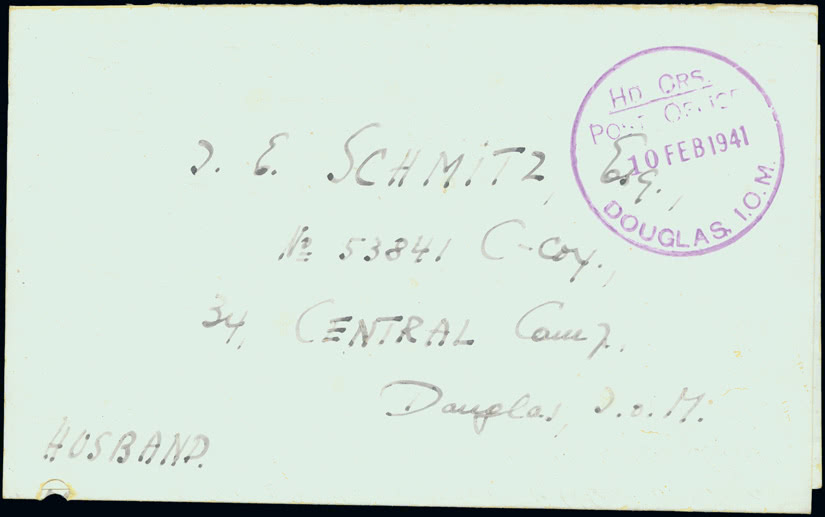 HD. QRS.
POST OFFICE
10 FEB 1941
DOUGLAS, I.O.M.
J. E. SCHMITZ, Esq.,
№ 53841 C-Coy.,
34, CENTRAL Camp,
Douglas, I.o.M.
HUSBAND.